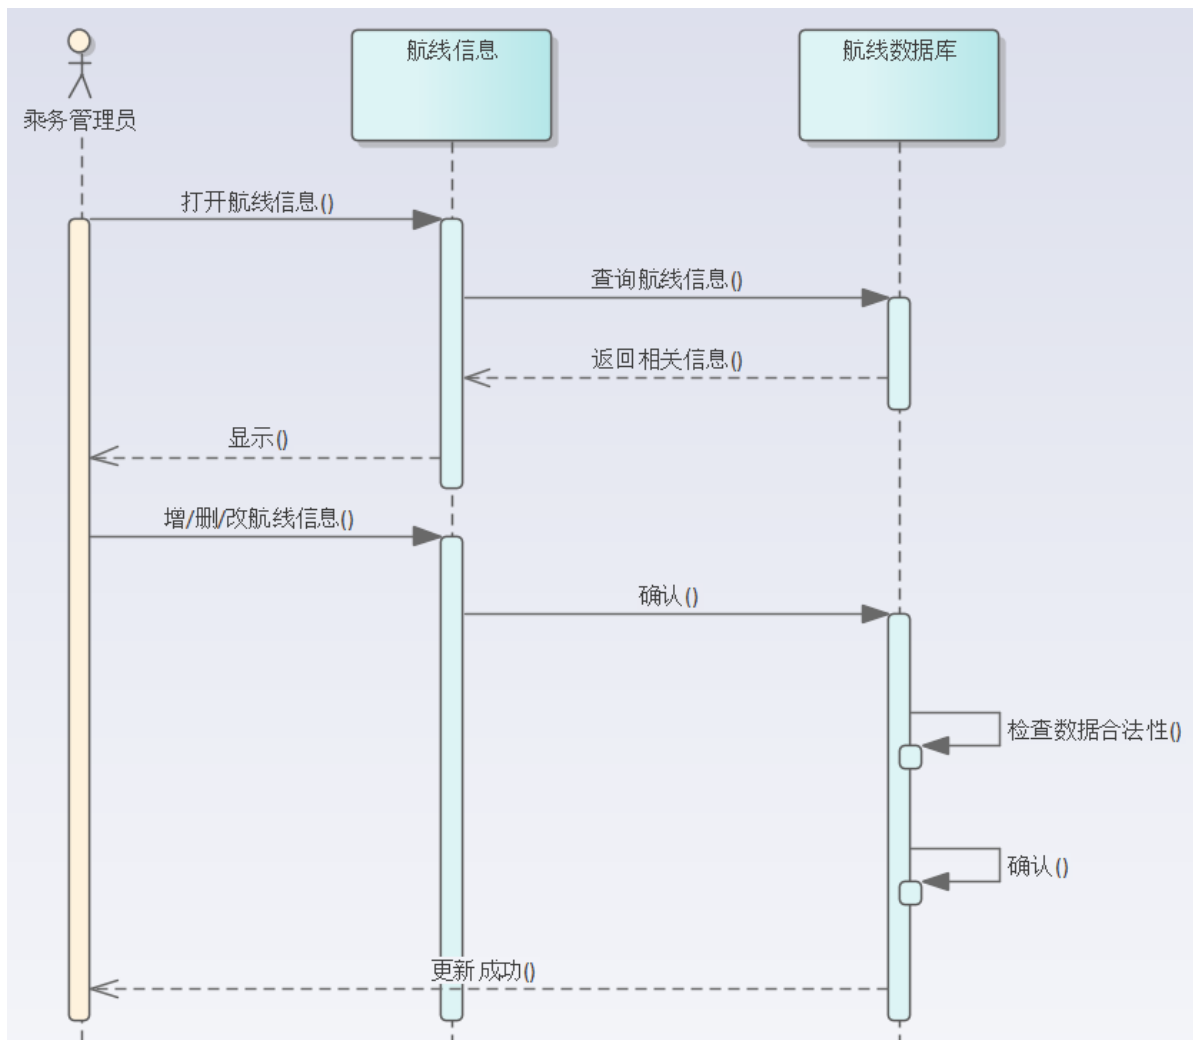 航线信息
航线数据库
乘务管理员
打开航线信息()
查询航线信息()
返回相关信息()
显示()
增/删/改航线信息()
确认()
检查数据合法性()
确认()
更新成功()